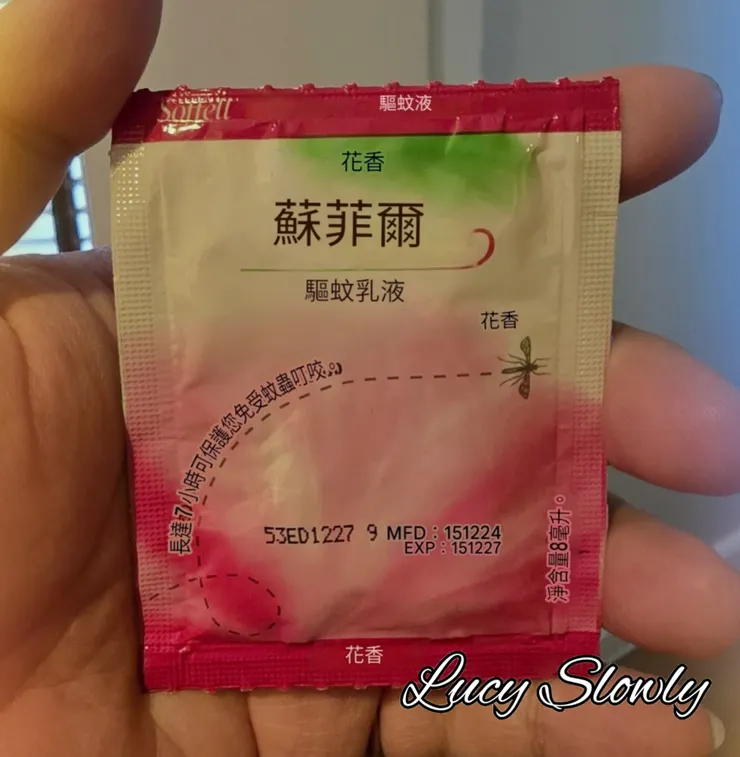 Soffell
驅蚊液
花香
蘇菲爾
驅蚊乳液
花香
長達7小時可保護您免受蚊蟲叮咬。
53ED1227 9 MFD：151224
EXP：151227
淨含量8毫升。
花香
Lucy Slowly